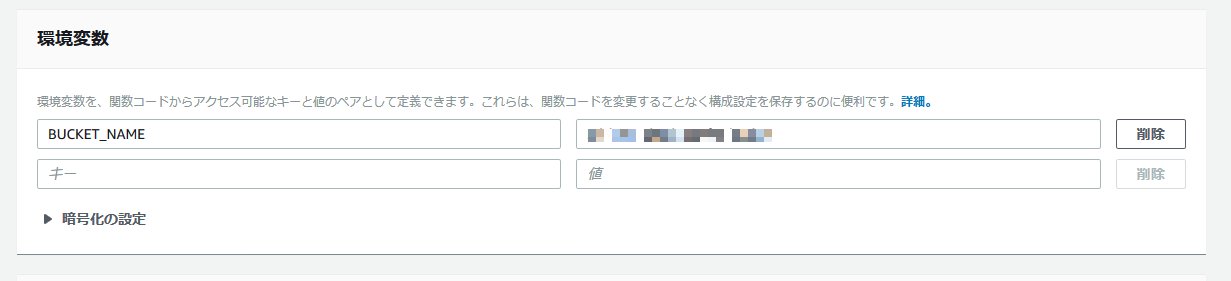 環境変数
環境変数を、関数コードからアクセス可能なキーと値のペアとして定義できます。これらは、関数コードを変更することなく構成設定を保存するのに便利です。詳細。
BUCKET_NAME 削除
キー 値 削除
暗号化の設定